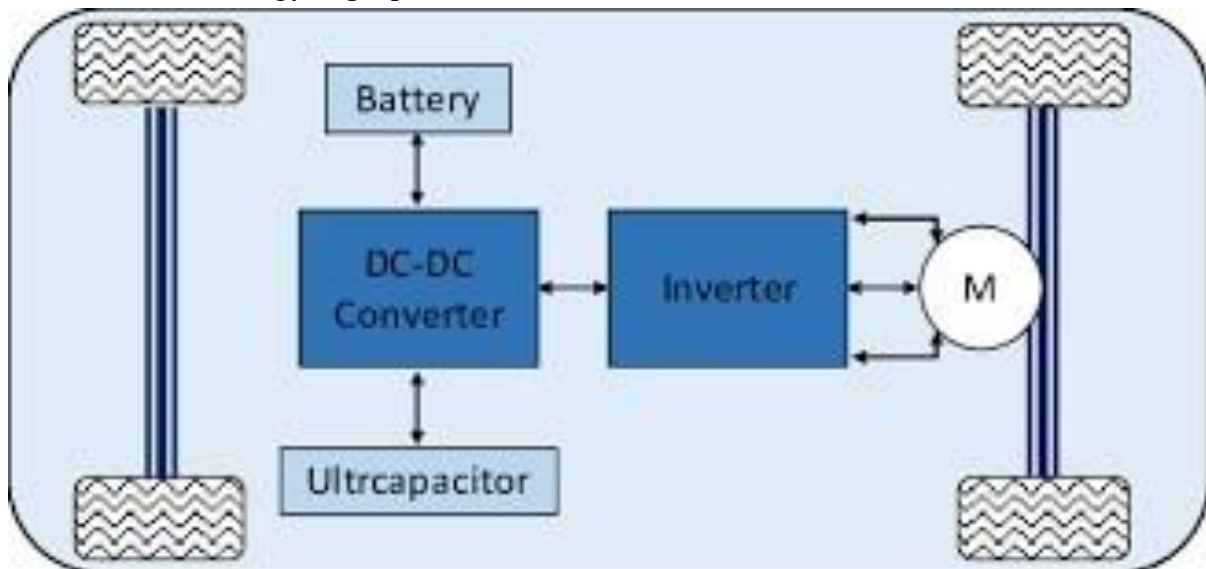 Battery
DC-DC
Converter
Inverter
M
Ultrcapacitor